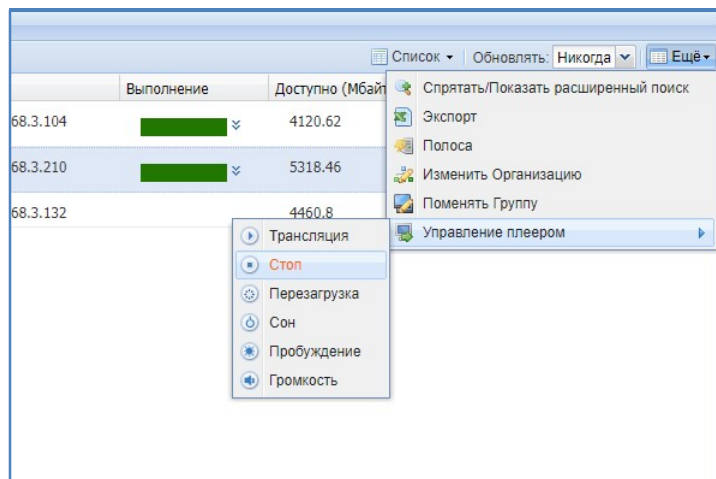 Список Обновлять: Никогда Ещё
Выполнение Доступно (Мбайт
68.3.104 4120.62
68.3.210 5318.46
68.3.132 4460.8
Спрятать/Показать расширенный поиск
Экспорт
Полоса
Изменить Организацию
Поменять Группу
Управление плеером
Трансляция
Стоп
Перезагрузка
Сон
Пробуждение
Громкость